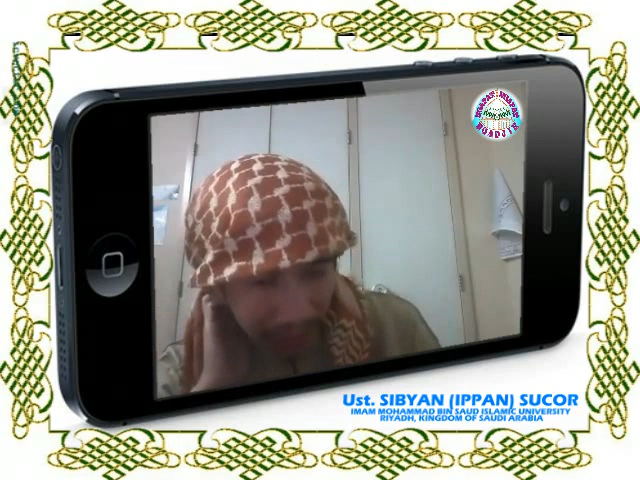 Ust. SIBYAN (IPPAN) SUCOR
IMAM MOHAMMAD BIN SAUD ISLAMIC UNIVERSITY
RIYADH, KINGDOM OF SAUDI ARABIA